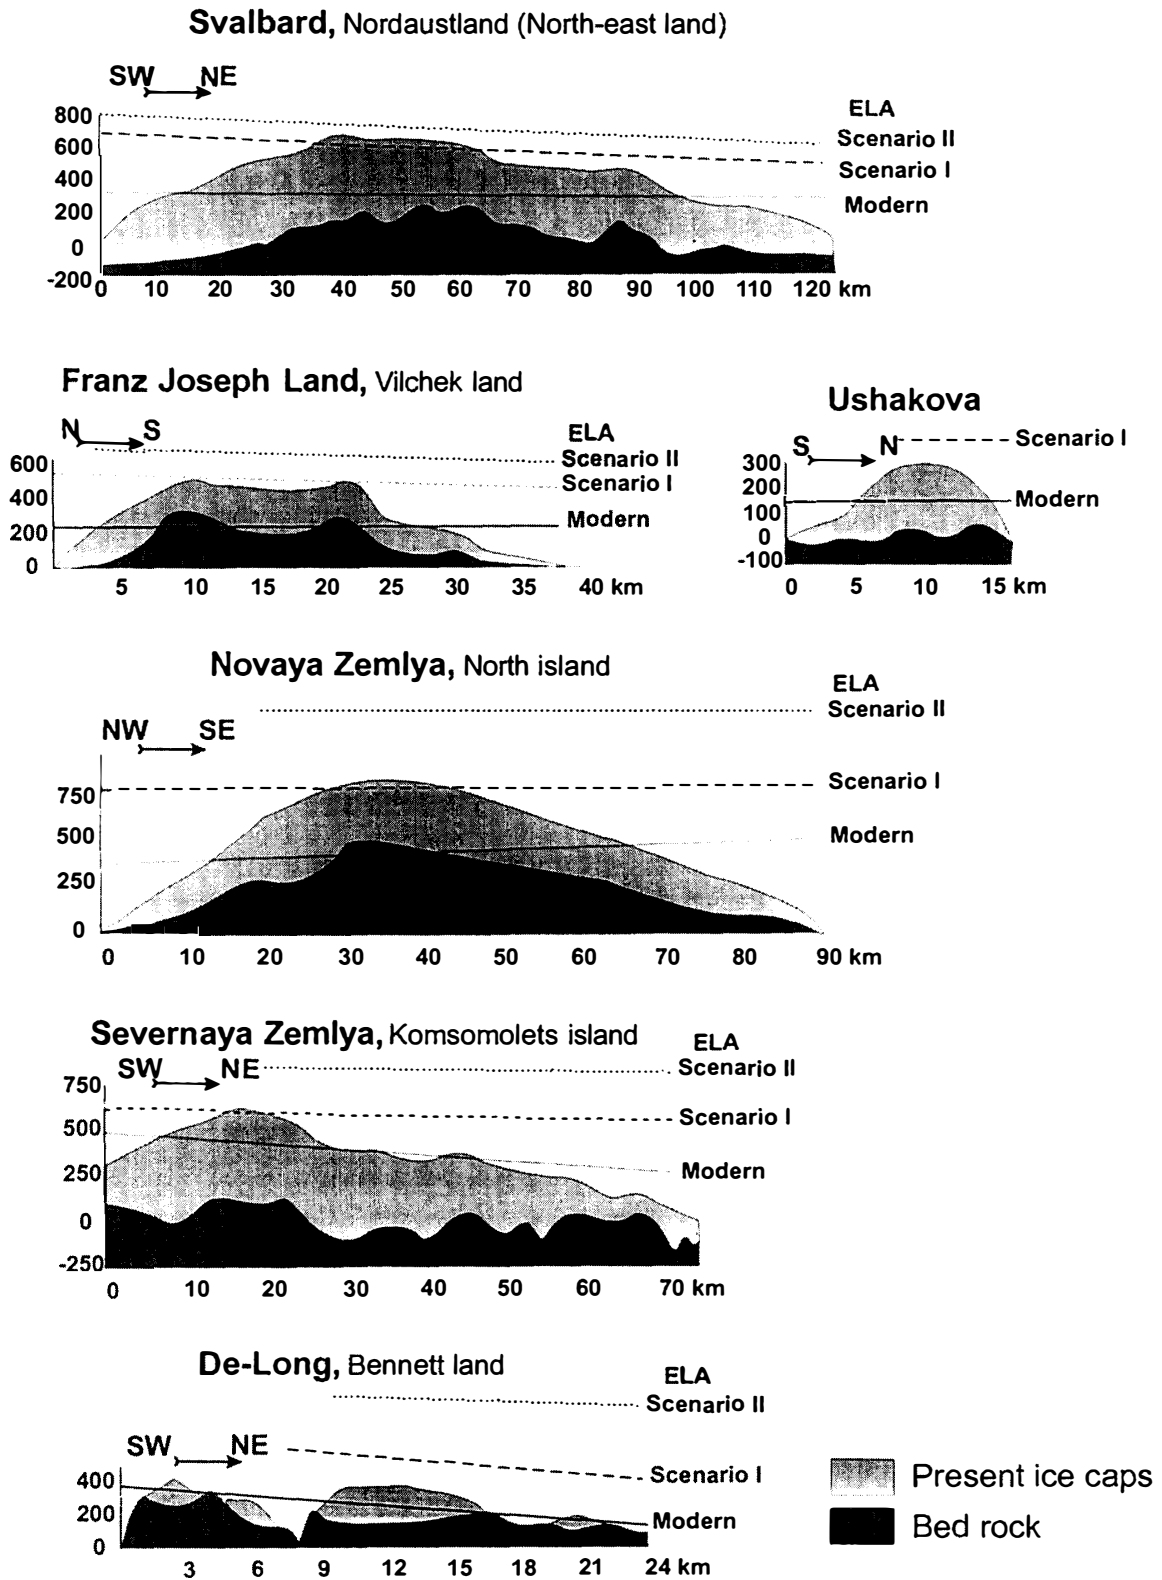 Svalbard, Nordaustland (North-east land)
SW NE
ELA
800
Scenario II
600
Scenario I
400
200
Modern
0
-200
0 10 20 30 40 50 60 70 80 90 100 110 120 km
Franz Joseph Land, Vilchek land
N S
ELA
600
Scenario II
Scenario I
400
Modern
200
0
5 10 15 20 25 30 35 40 km
Ushakova
S N
Scenario I
300
200
Modern
100
0
-100
0 5 10 15 km
Novaya Zemlya, North island
ELA
Scenario II
NW SE
Scenario I
750
500
Modern
250
0
0 10 20 30 40 50 60 70 80 90 km
Severnaya Zemlya, Komsomolets island
ELA
SW NE
Scenario II
750
Scenario I
500
Modern
250
0
-250
0 10 20 30 40 50 60 70 km
De-Long, Bennett land
ELA
Scenario II
SW NE
Scenario I
400
200
Modern
0
3 6 9 12 15 18 21 24 km
Present ice caps
Bed rock